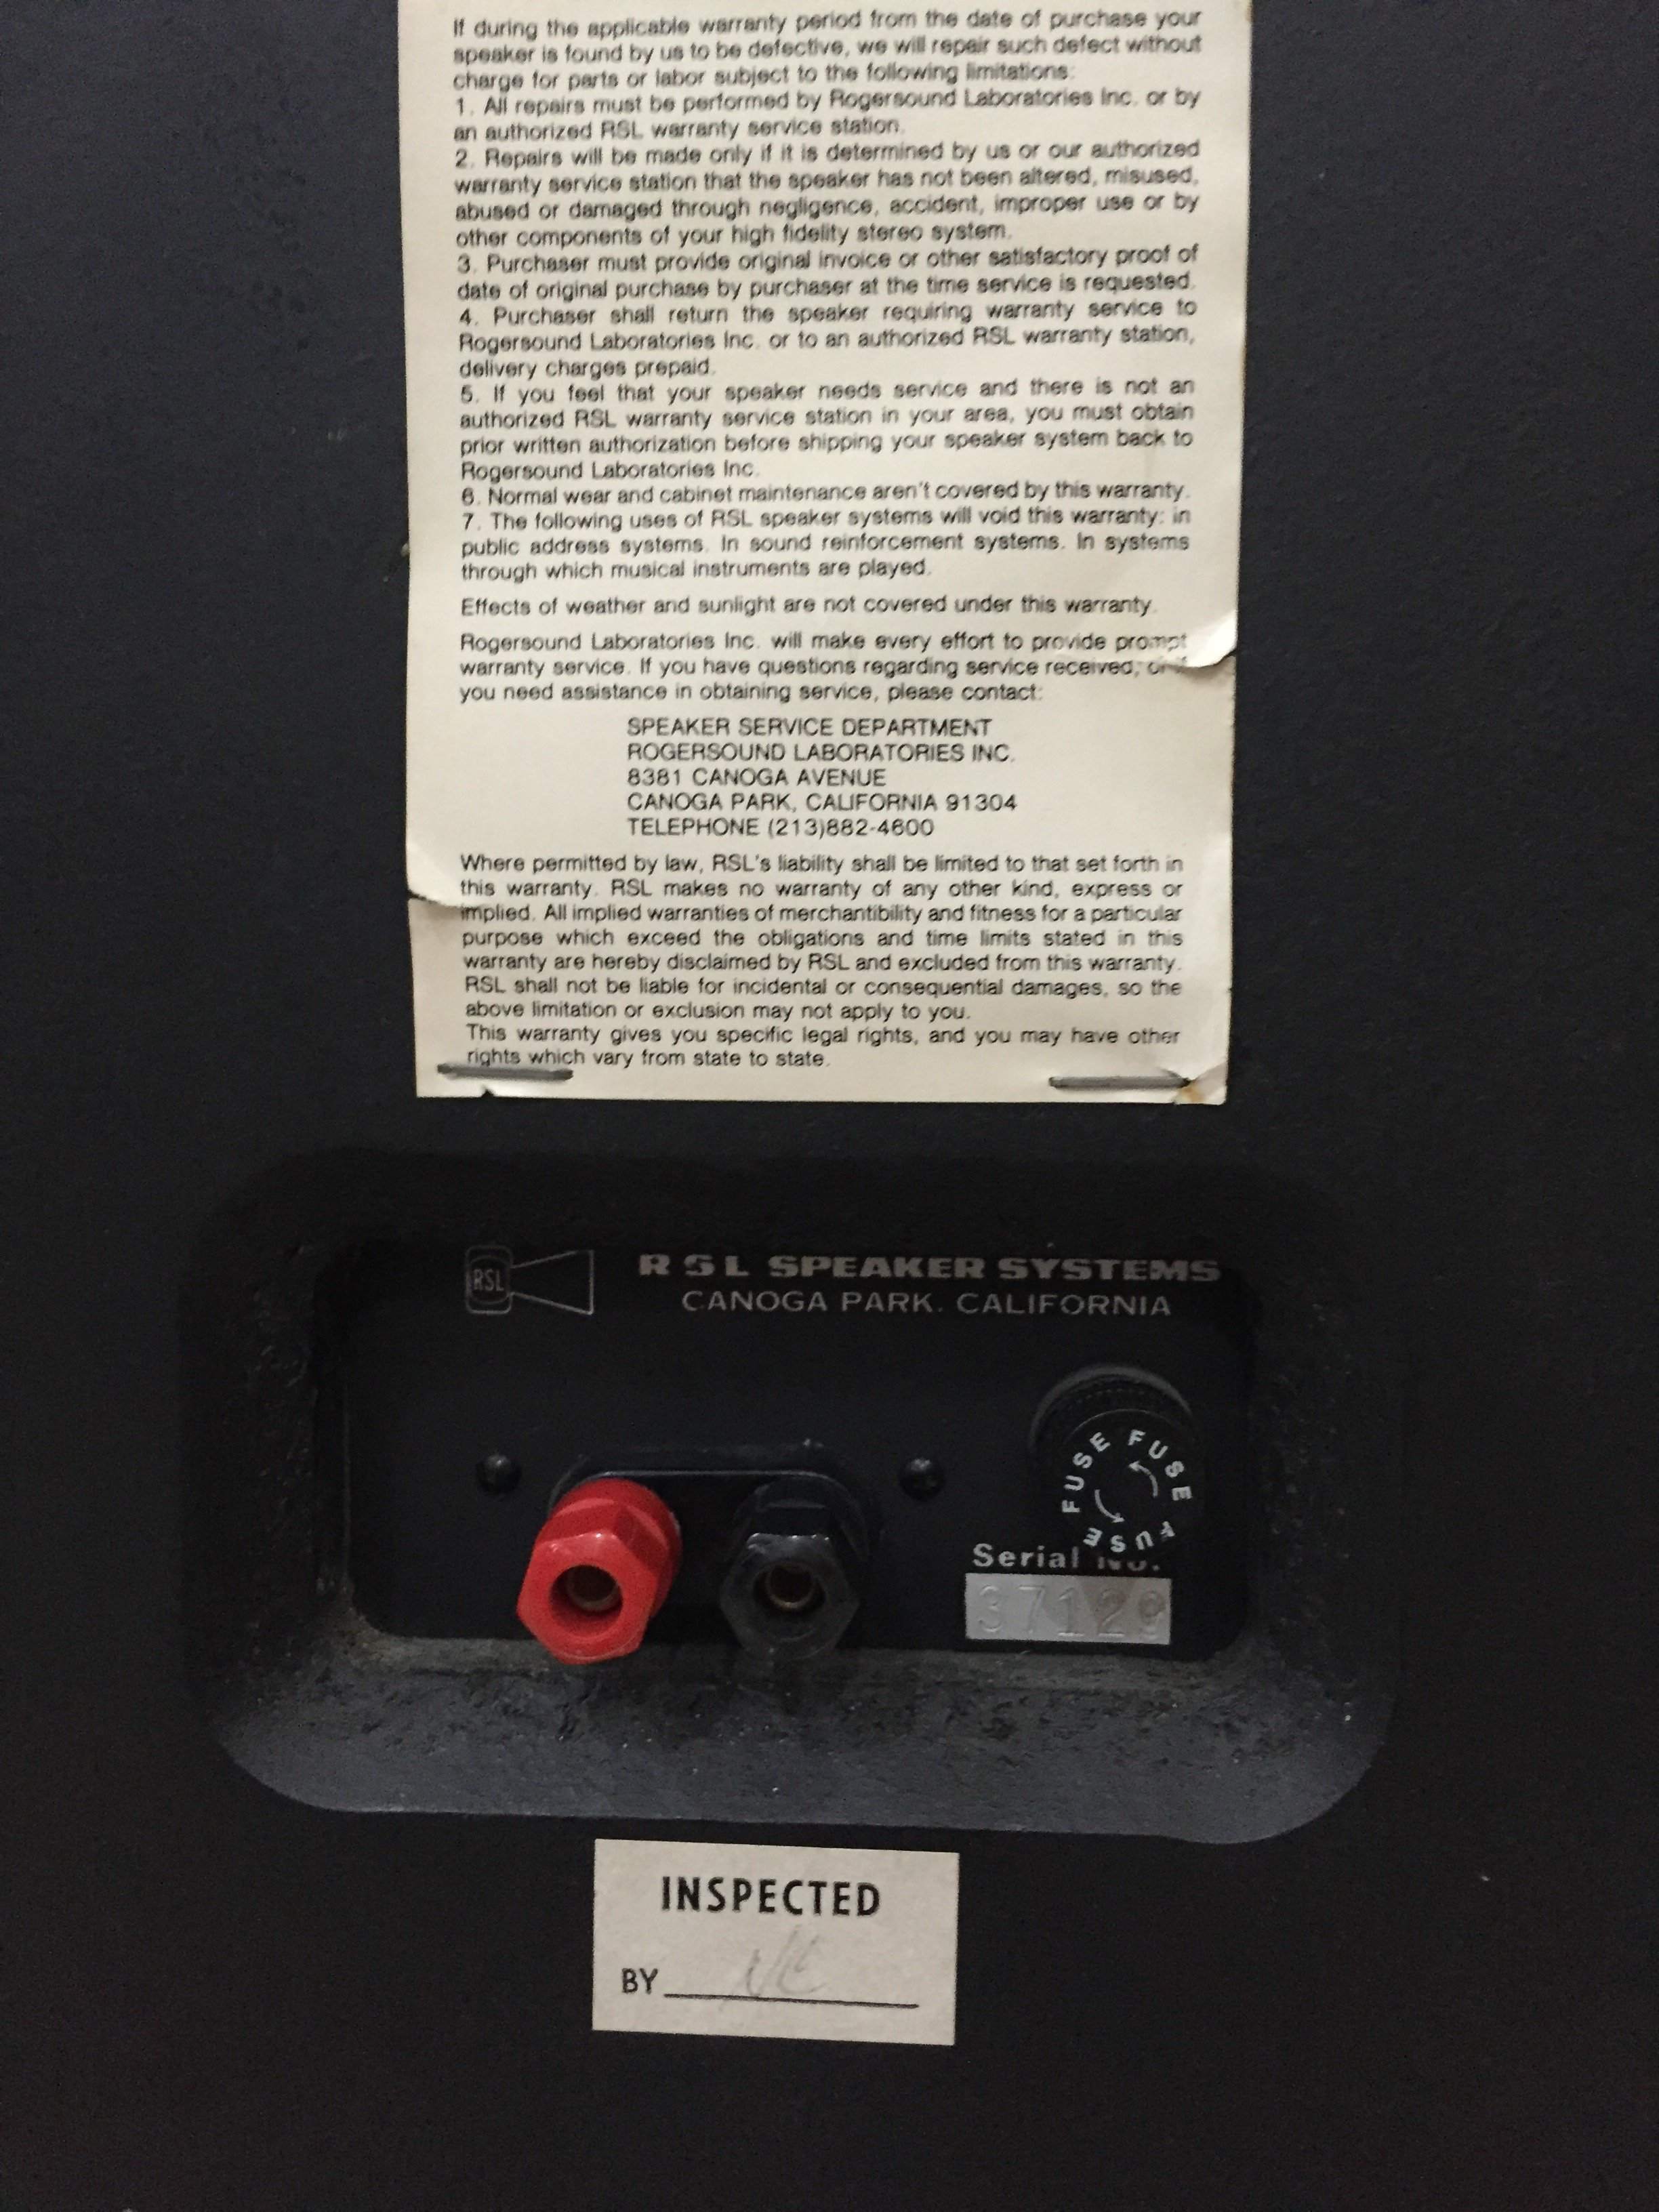 If during the applicable warranty period from the date of purchase your
speaker is found by us to be defective, we will repair such defect without
charge for parts or labor subject to the following limitations:
1. All repairs must be performed by Rogersound Laboratories Inc. or by
an authorized RSL warranty service station.
2. Repairs will be made only if it is determined by us or our authorized
warranty service station that the speaker has not been altered, misused,
abused or damaged through negligence, accident, improper use or by
other components of your high fidelity stereo system.
3. Purchaser must provide original invoice or other satisfactory proof of
date of original purchase by purchaser at the time service is requested.
4. Purchaser shall return the speaker requiring warranty service to
Rogersound Laboratories Inc. or to an authorized RSL warranty station,
delivery charges prepaid.
5. If you feel that your speaker needs service and there is not an
authorized RSL warranty service station in your area, you must obtain
prior written authorization before shipping your speaker system back to
Rogersound Laboratories Inc.
6. Normal wear and cabinet maintenance aren't covered by this warranty.
7. The following uses of RSL speaker systems will void this warranty: in
public address systems. In sound reinforcement systems. In systems
through which musical instruments are played.
Effects of weather and sunlight are not covered under this warranty.
Rogersound Laboratories Inc. will make every effort to provide prompt
warranty service. If you have questions regarding service received, or if
you need assistance in obtaining service, please contact:
SPEAKER SERVICE DEPARTMENT
ROGERSOUND LABORATORIES INC.
8381 CANOGA AVENUE
CANOGA PARK, CALIFORNIA 91304
TELEPHONE (213)882-4600
Where permitted by law, RSL's liability shall be limited to that set forth in
this warranty. RSL makes no warranty of any other kind, express or
implied. All implied warranties of merchantibility and fitness for a particular
purpose which exceed the obligations and time limits stated in this
warranty are hereby disclaimed by RSL and excluded from this warranty.
RSL shall not be liable for incidental or consequential damages, so the
above limitation or exclusion may not apply to you.
This warranty gives you specific legal rights, and you may have other
rights which vary from state to state.
RSL
RSL SPEAKER SYSTEMS
CANOGA PARK. CALIFORNIA
FUSE FUSE FUSE
Serial No.
37129
INSPECTED
BY